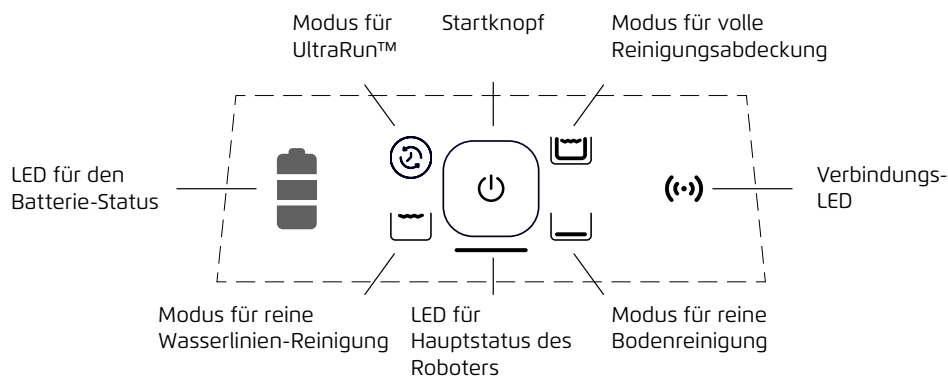 Modus für
UltraRun™
Startknopf
Modus für volle
Reinigungsabdeckung
LED für den
Batterie-Status
Verbindungs-
LED
Modus für reine
Wasserlinien-Reinigung
LED für
Hauptstatus des
Roboters
Modus für reine
Bodenreinigung